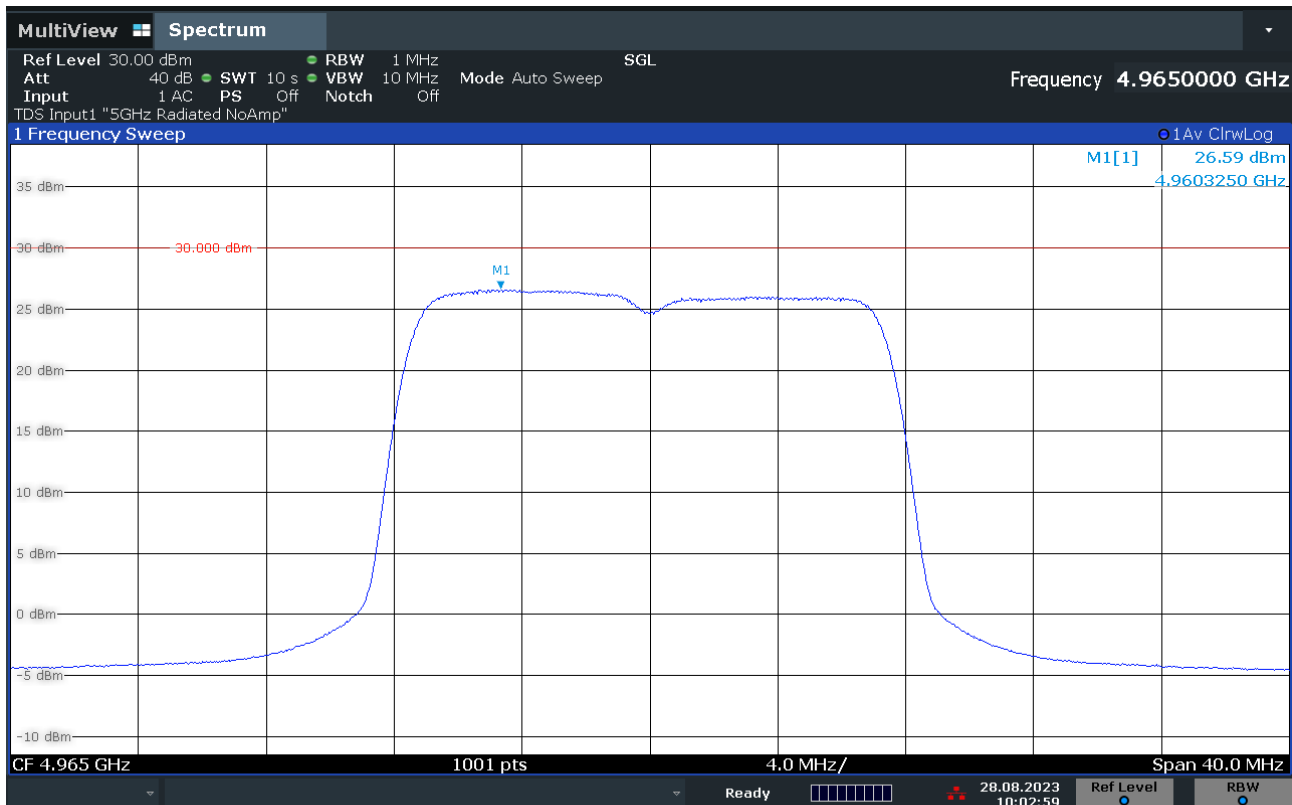 MultiView Spectrum
Ref Level 30.00 dBm RBW 1 MHz SGL
Att 40 dB SWT 10 s VBW 10 MHz Mode Auto Sweep Frequency 4.9650000 GHz
Input 1 AC PS Off Notch Off
TDS Input1 "5GHz Radiated NoAmp"
1 Frequency Sweep 1Av ClrwLog
M1[1] 26.59 dBm
4.9603250 GHz
35 dBm
30 dBm 30.000 dBm
M1
25 dBm
20 dBm
15 dBm
10 dBm
5 dBm
0 dBm
-5 dBm
-10 dBm
CF 4.965 GHz 1001 pts 4.0 MHz/ Span 40.0 MHz
Ready 28.08.2023 Ref Level RBW
10:02:59